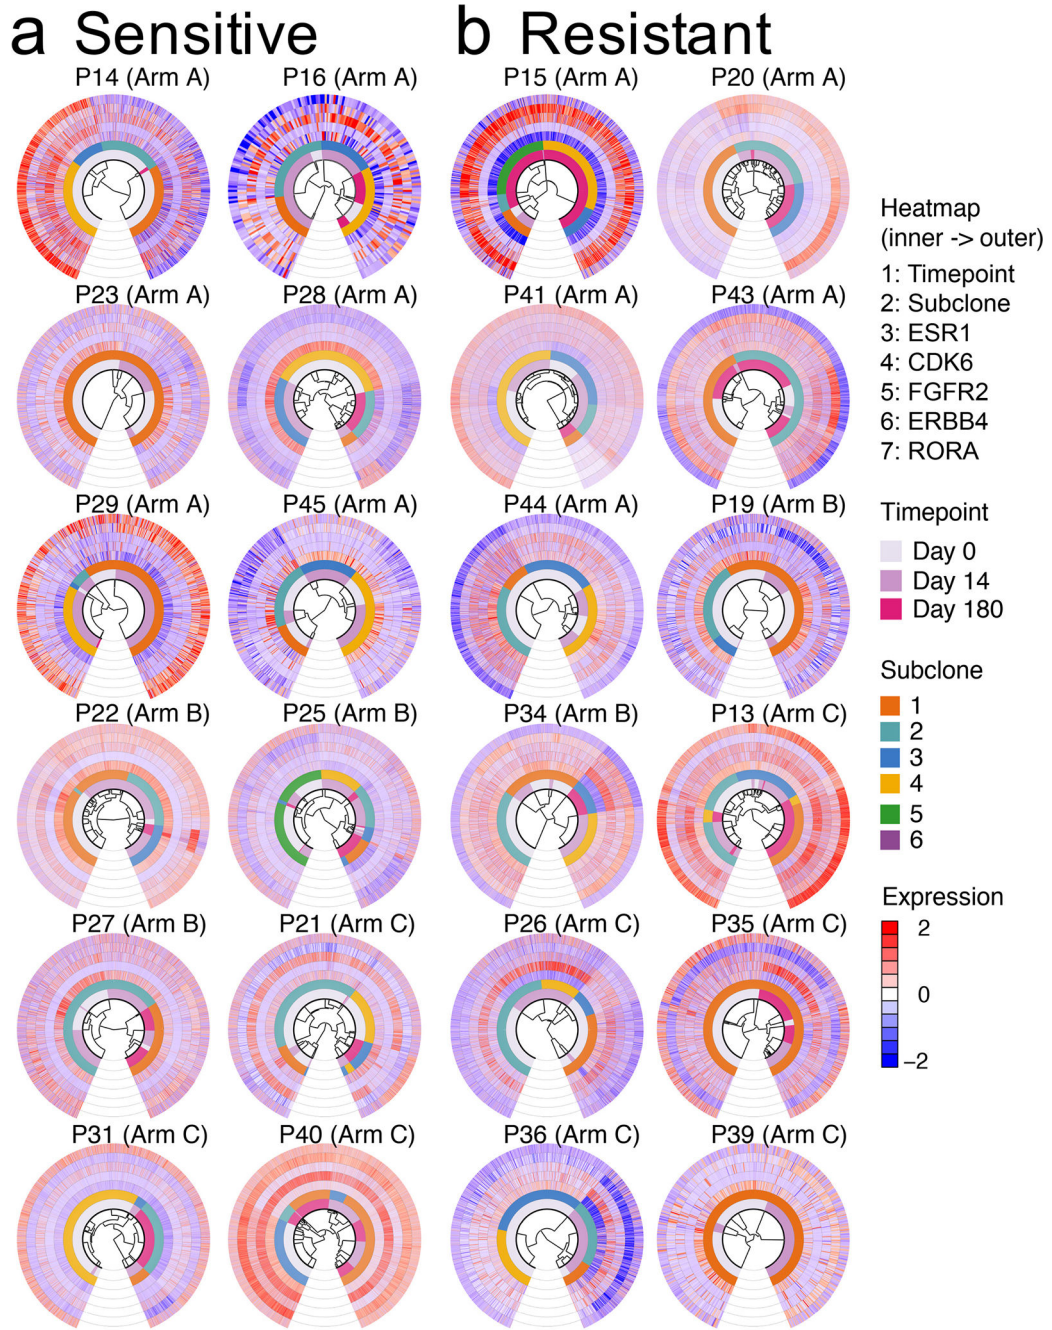 a Sensitive
b Resistant
P14 (Arm A)
P16 (Arm A)
P15 (Arm A)
P20 (Arm A)
P23 (Arm A)
P28 (Arm A)
P41 (Arm A)
P43 (Arm A)
P29 (Arm A)
P45 (Arm A)
P44 (Arm A)
P19 (Arm B)
P22 (Arm B)
P25 (Arm B)
P34 (Arm B)
P13 (Arm C)
P27 (Arm B)
P21 (Arm C)
P26 (Arm C)
P35 (Arm C)
P31 (Arm C)
P40 (Arm C)
P36 (Arm C)
P39 (Arm C)
Heatmap
(inner -> outer)
1: Timepoint
2: Subclone
3: ESR1
4: CDK6
5: FGFR2
6: ERBB4
7: RORA
Timepoint
Day 0
Day 14
Day 180
Subclone
1
2
3
4
5
6
Expression
2
0
−2